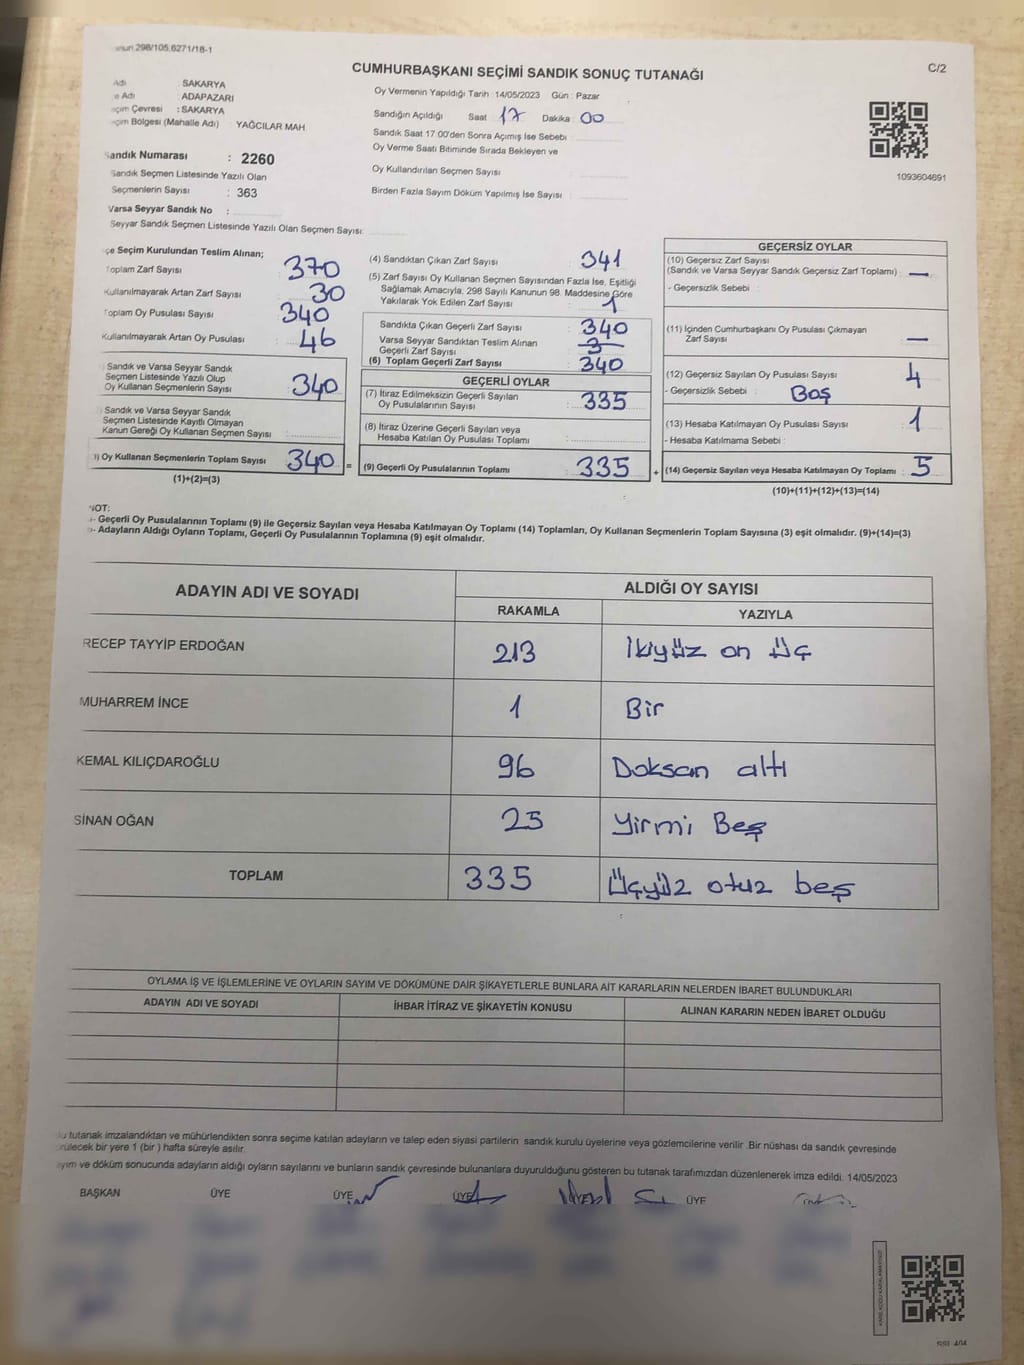 298/105,6271/18-1
C/2
CUMHURBAŞKANI SEÇİMİ SANDIK SONUÇ TUTANAĞI
Adı : SAKARYA
Adı : ADAPAZARI
Çevresi : SAKARYA
Bölgesi (Mahalle Adı) YAĞCILAR MAH
Sandık Numarası : 2260
Sandık Seçmen Listesinde Yazılı Olan
Seçmenlerin Sayısı : 363
Varsa Seyyar Sandık No :
Seyyar Sandık Seçmen Listesinde Yazılı Olan Seçmen Sayısı:
Oy Vermenin Yapıldığı Tarih : 14/05/2023 Gün : Pazar
Sandığın Açıldığı Saat 17 Dakika 00
Sandık Saat 17 00'den Sonra Açımış İse Sebebi
Oy Verme Saati Bitiminde Sırada Bekleyen ve
Oy Kullandırılan Seçmen Sayısı
Birden Fazla Sayım Döküm Yapılmış İse Sayısı :
1093604691
Seçim Kurulundan Teslim Alınan;
Toplam Zarf Sayısı 370
Kullanılmayarak Artan Zarf Sayısı 30
Toplam Oy Pusulası Sayısı 340
Kullanılmayarak Artan Oy Pusulası 46
Sandık ve Varsa Seyyar Sandık
Seçmen Listesinde Yazılı Olup
Oy Kullanan Seçmenlerin Sayısı 340
Sandık ve Varsa Seyyar Sandık
Seçmen Listesinde Kayıtlı Olmayan
Kanun Gereği Oy Kullanan Seçmen Sayısı :
Oy Kullanan Seçmenlerin Toplam Sayısı 340 =
(1)+(2)=(3)
(4) Sandıktan Çıkan Zarf Sayısı : 341
(5) Zarf Sayısı Oy Kullanan Seçmen Sayısından Fazla İse, Eşitliği
Sağlamak Amacıyla, 298 Sayılı Kanunun 98. Maddesine Göre
Yakılarak Yok Edilen Zarf Sayısı : 1
Sandıkta Çıkan Geçerli Zarf Sayısı : 340
Varsa Seyyar Sandıktan Teslim Alınan
Geçerli Zarf Sayısı :
(6) Toplam Geçerli Zarf Sayısı : 340
GEÇERLİ OYLAR
(7) İtiraz Edilmeksizin Geçerli Sayılan
Oy Pusulalarının Sayısı : 335
(8) İtiraz Üzerine Geçerli Sayılan veya
Hesaba Katılan Oy Pusulası Toplamı :
(9) Geçerli Oy Pusulalarının Toplamı : 335 +
GEÇERSİZ OYLAR
(10) Geçersiz Zarf Sayısı
(Sandık ve Varsa Seyyar Sandık Geçersiz Zarf Toplamı) : —
- Geçersizlik Sebebi :
(11) İçinden Cumhurbaşkanı Oy Pusulası Çıkmayan
Zarf Sayısı : —
(12) Geçersiz Sayılan Oy Pusulası Sayısı : 4
- Geçersizlik Sebebi : Boş
(13) Hesaba Katılmayan Oy Pusulası Sayısı : 1
- Hesaba Katılmama Sebebi :
(14) Geçersiz Sayılan veya Hesaba Katılmayan Oy Toplamı : 5
(10)+(11)+(12)+(13)=(14)
NOT:
- Geçerli Oy Pusulalarının Toplamı (9) ile Geçersiz Sayılan veya Hesaba Katılmayan Oy Toplamı (14) Toplamları, Oy Kullanan Seçmenlerin Toplam Sayısına (3) eşit olmalıdır. (9)+(14)=(3)
- Adayların Aldığı Oyların Toplamı, Geçerli Oy Pusulalarının Toplamına (9) eşit olmalıdır.
ADAYIN ADI VE SOYADI ALDIĞI OY SAYISI
RAKAMLA YAZIYLA
RECEP TAYYİP ERDOĞAN 213 İkiyüz on üç
MUHARREM İNCE 1 Bir
KEMAL KILIÇDAROĞLU 96 Doksan altı
SİNAN OĞAN 25 Yirmi Beş
TOPLAM 335 Üçyüz otuz beş
OYLAMA İŞ VE İŞLEMLERİNE VE OYLARIN SAYIM VE DÖKÜMÜNE DAİR ŞİKAYETLERLE BUNLARA AİT KARARLARIN NELERDEN İBARET BULUNDUKLARI
ADAYIN ADI VE SOYADI İHBAR İTİRAZ VE ŞİKAYETİN KONUSU ALINAN KARARIN NEDEN İBARET OLDUĞU
tutanak imzalandıktan ve mühürlendikten sonra seçime katılan adayların ve talep eden siyasi partilerin sandık kurulu üyelerine veya gözlemcilerine verilir. Bir nüshası da sandık çevresinde
bir yere 1 (bir ) hafta süreyle asılır.
ve döküm sonucunda adayların aldığı oyların sayılarını ve bunların sandık çevresinde bulunanlara duyurulduğunu gösteren bu tutanak tarafımızdan düzenlenerek imza edildi. 14/05/2023
BAŞKAN ÜYE ÜYE ÜYE ÜYE